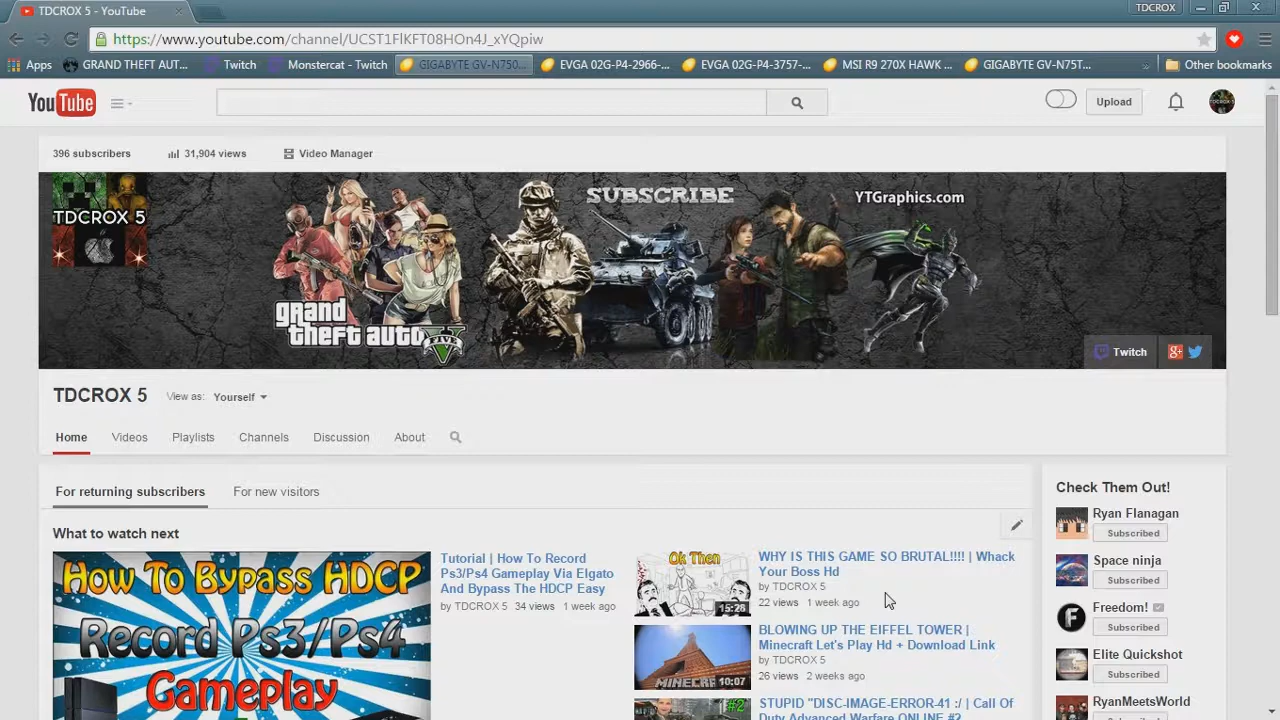 TDCROX 5 - YouTube
TDCROX
https://www.youtube.com/channel/UCST1FlKFT08HOn4J_xYQpiw
Apps
GRAND THEFT AUT...
Twitch
Monstercat - Twitch
GIGABYTE GV-N750...
EVGA 02G-P4-2966-...
EVGA 02G-P4-3757-...
MSI R9 270X HAWK ...
GIGABYTE GV-N75T...
»
Other bookmarks
YouTube
Upload
396 subscribers
31,904 views
Video Manager
TDCROX 5
SUBSCRIBE
YTGraphics.com
grand
theft auto
FIVE
Twitch
TDCROX 5
View as: Yourself
Home
Videos
Playlists
Channels
Discussion
About
For returning subscribers
For new visitors
Check Them Out!
What to watch next
How To Bypass HDCP
Record Ps3/Ps4
Gameplay
Tutorial | How To Record
Ps3/Ps4 Gameplay Via Elgato
And Bypass The HDCP Easy
by TDCROX 5 34 views 1 week ago
Ok Then
15:28
WHY IS THIS GAME SO BRUTAL!!!! | Whack
Your Boss Hd
by TDCROX 5
22 views 1 week ago
MINECR
10:07
BLOWING UP THE EIFFEL TOWER |
Minecraft Let's Play Hd + Download Link
by TDCROX 5
26 views 2 weeks ago
#2
STUPID "DISC-IMAGE-ERROR-41 :/ | Call Of
Duty Advanced Warfare ONLINE #2
Ryan Flanagan
Subscribed
Space ninja
Subscribed
Freedom!
Subscribed
Elite Quickshot
Subscribed
RyanMeetsWorld
Subscribed